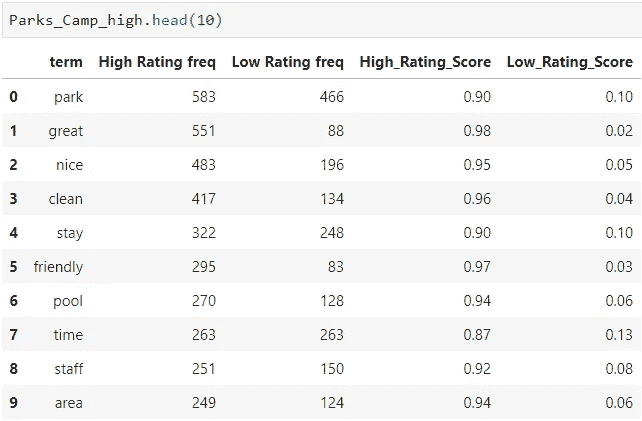 Parks_Camp_high.head(10)
term High Rating freq Low Rating freq High_Rating_Score Low_Rating_Score
0 park 583 466 0.90 0.10
1 great 551 88 0.98 0.02
2 nice 483 196 0.95 0.05
3 clean 417 134 0.96 0.04
4 stay 322 248 0.90 0.10
5 friendly 295 83 0.97 0.03
6 pool 270 128 0.94 0.06
7 time 263 263 0.87 0.13
8 staff 251 150 0.92 0.08
9 area 249 124 0.94 0.06